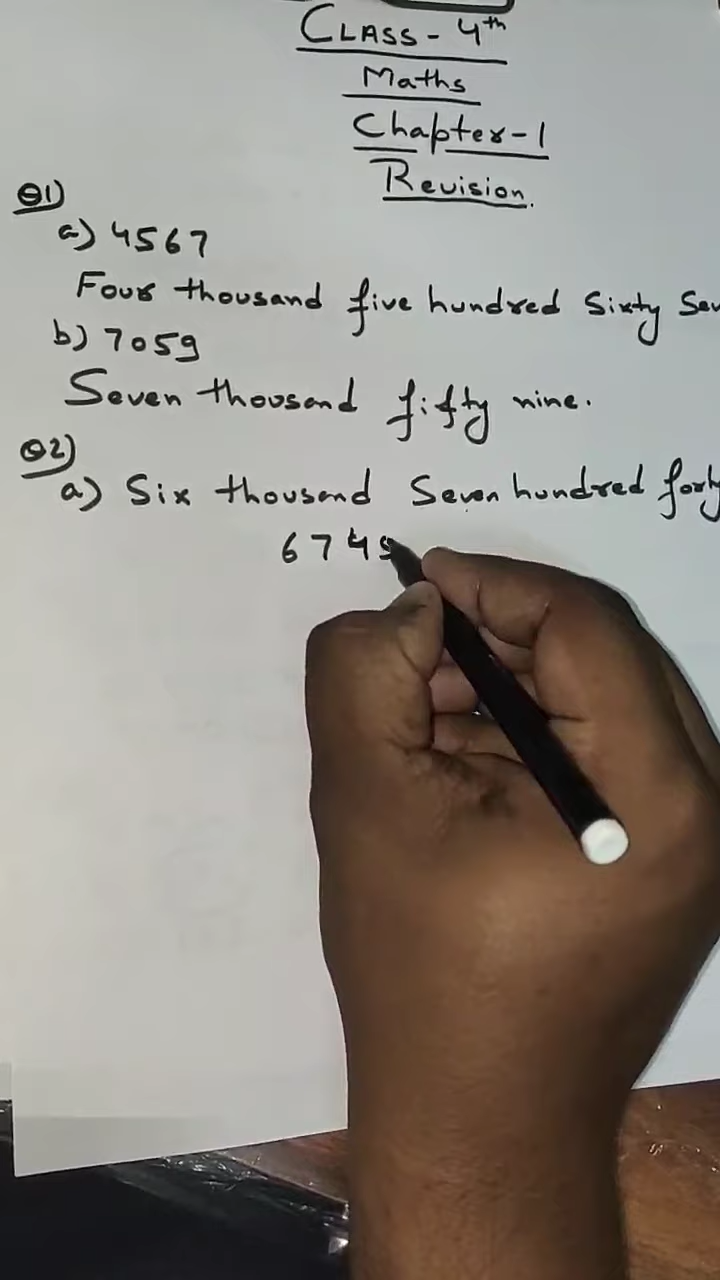 CLASS - 4th
Maths
Chapter-1
Revision.
Q1)
a) 4567
Four thousand five hundred Sixty
b) 7059
Seven thousand fifty nine.
Q2)
a) Six thousand Seven hundred forty
674